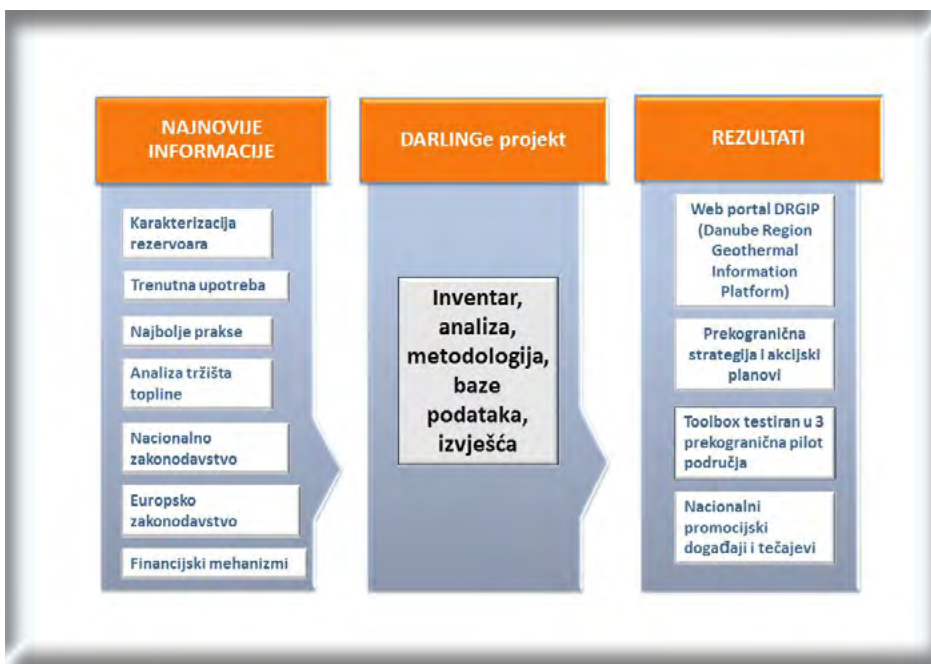 NAJNOVIJE
INFORMACIJE
Karakterizacija
rezervoara
Trenutna upotreba
Najbolje prakse
Analiza tržišta
topline
Nacionalno
zakonodavstvo
Europsko
zakonodavstvo
Financijski mehanizmi
DARLINGe projekt
Inventar,
analiza,
metodologija,
baze
podataka,
izvješća
REZULTATI
Web portal DRGIP
(Danube Region
Geothermal
Information
Platform)
Prekogranična
strategija i akcijski
planovi
Toolbox testiran u 3
prekogranična pilot
područja
Nacionalni
promocijski
događaji i tečajevi